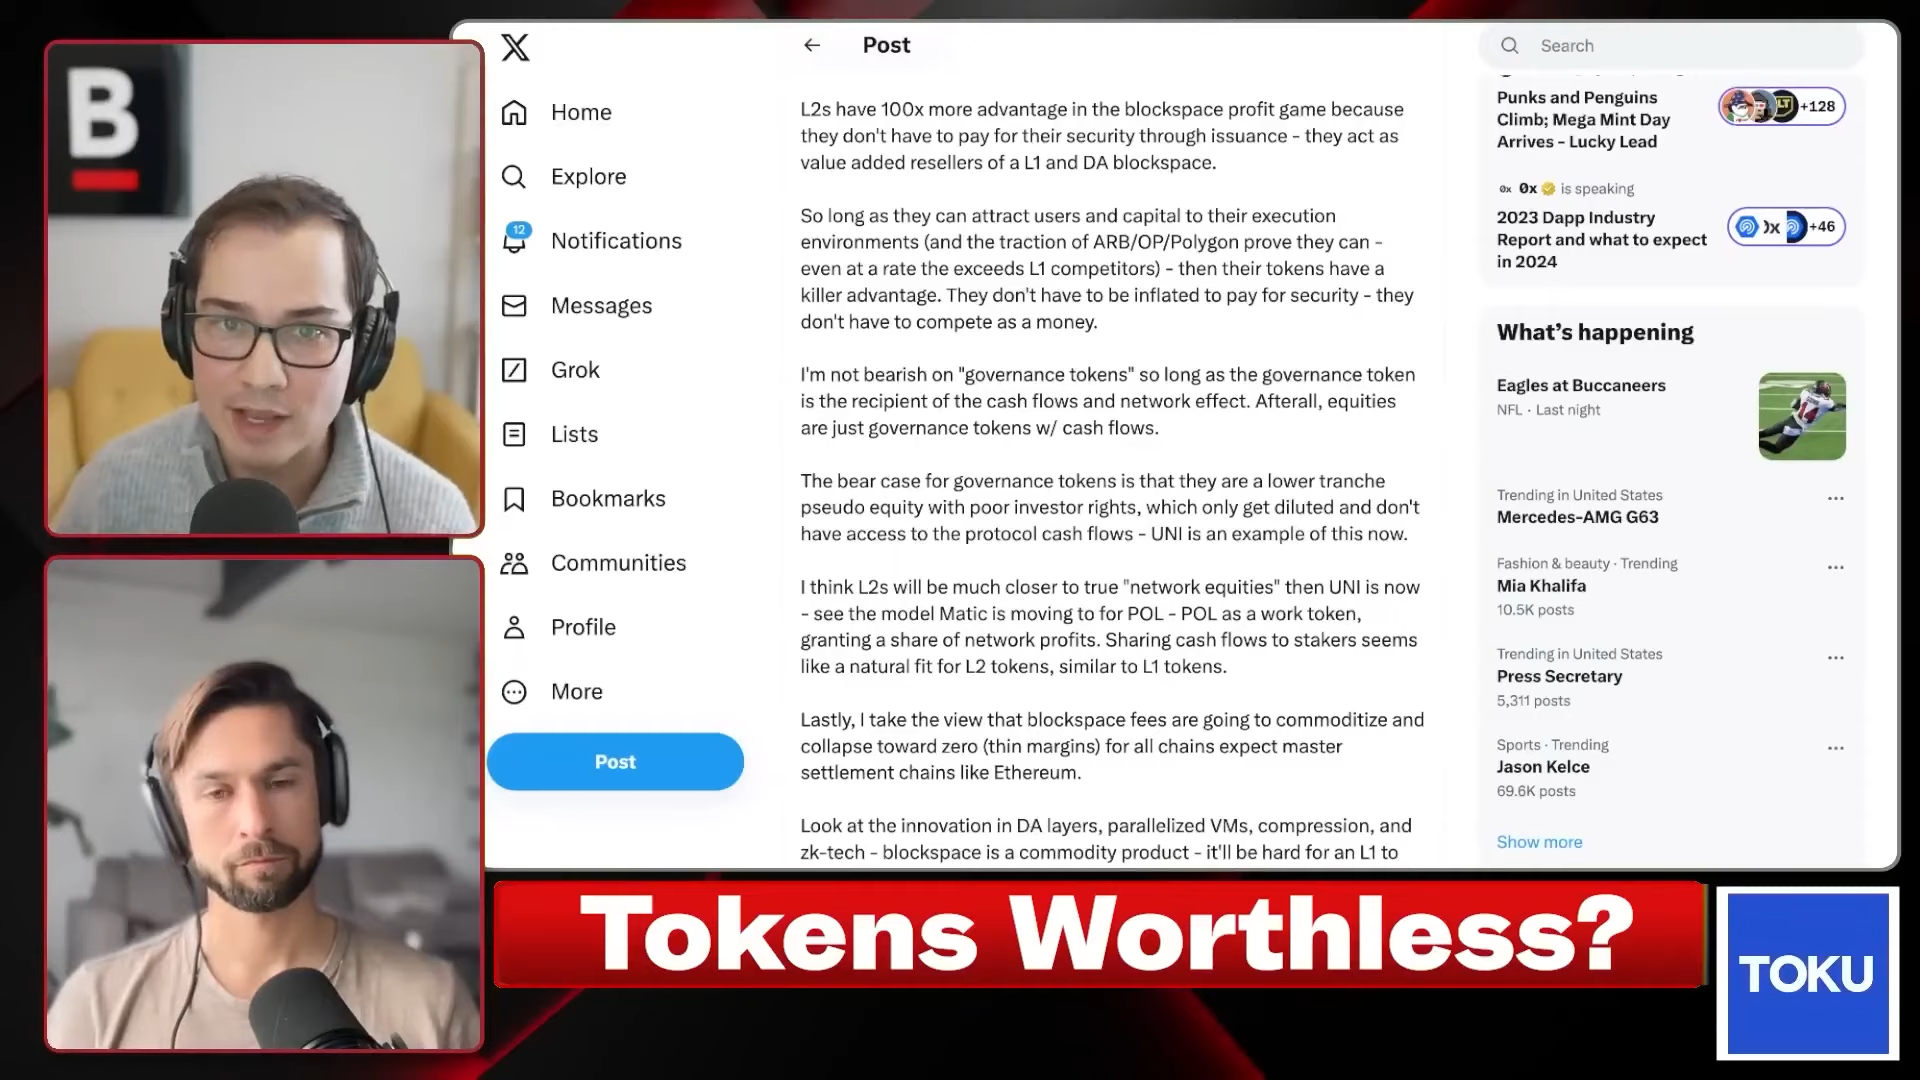 B
Home
Explore
12
Notifications
Messages
Grok
Lists
Bookmarks
Communities
Profile
More
Post
Post
L2s have 100x more advantage in the blockspace profit game because
they don't have to pay for their security through issuance - they act as
value added resellers of a L1 and DA blockspace.
So long as they can attract users and capital to their execution
environments (and the traction of ARB/OP/Polygon prove they can -
even at a rate the exceeds L1 competitors) - then their tokens have a
killer advantage. They don't have to be inflated to pay for security - they
don't have to compete as a money.
I'm not bearish on "governance tokens" so long as the governance token
is the recipient of the cash flows and network effect. Afterall, equities
are just governance tokens w/ cash flows.
The bear case for governance tokens is that they are a lower tranche
pseudo equity with poor investor rights, which only get diluted and don't
have access to the protocol cash flows - UNI is an example of this now.
I think L2s will be much closer to true "network equities" then UNI is now
- see the model Matic is moving to for POL - POL as a work token,
granting a share of network profits. Sharing cash flows to stakers seems
like a natural fit for L2 tokens, similar to L1 tokens.
Lastly, I take the view that blockspace fees are going to commoditize and
collapse toward zero (thin margins) for all chains expect master
settlement chains like Ethereum.
Look at the innovation in DA layers, parallelized VMs, compression, and
zk-tech - blockspace is a commodity product - it'll be hard for an L1 to
Search
Punks and Penguins
Climb; Mega Mint Day
Arrives - Lucky Lead
+128
0x 0x is speaking
2023 Dapp Industry
Report and what to expect
in 2024
+46
What's happening
Eagles at Buccaneers
NFL · Last night
Trending in United States
Mercedes-AMG G63
Fashion & beauty · Trending
Mia Khalifa
10.5K posts
Trending in United States
Press Secretary
5,311 posts
Sports · Trending
Jason Kelce
69.6K posts
Show more
Tokens Worthless?
TOKU